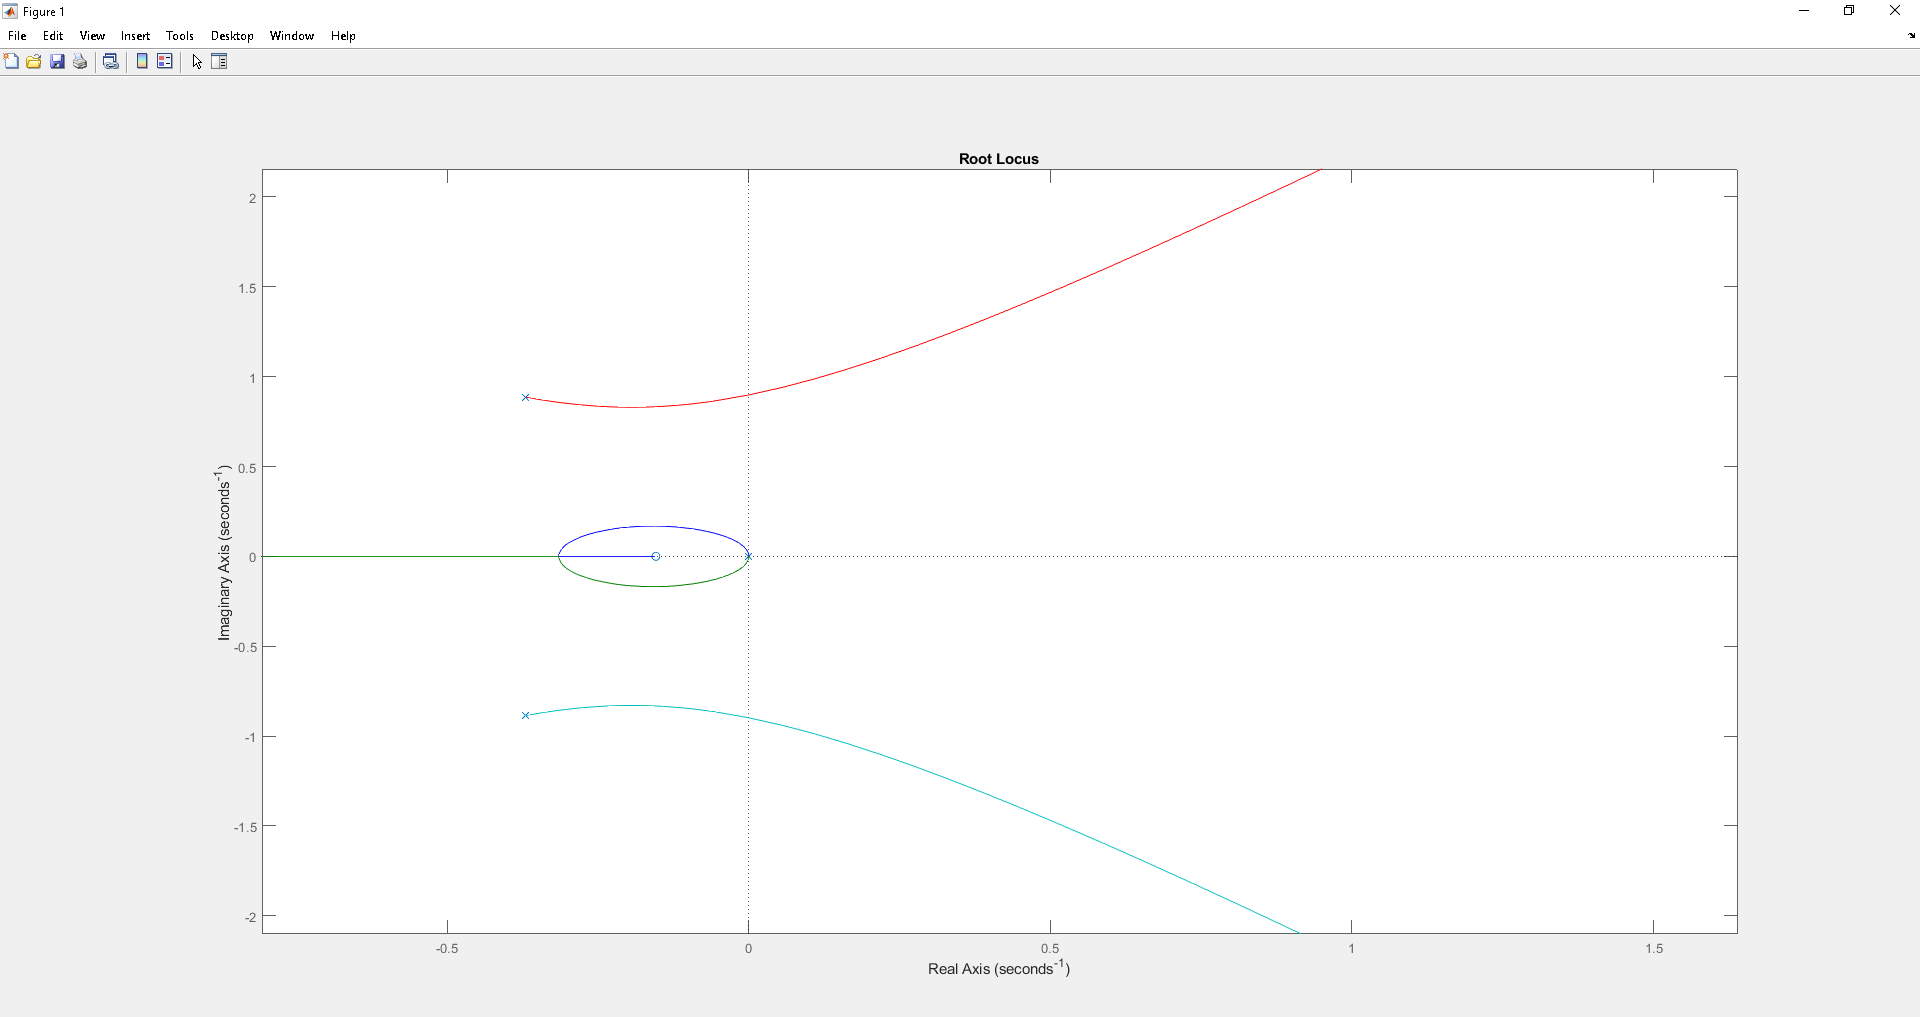 Figure 1
File Edit View Insert Tools Desktop Window Help
Root Locus
2
1.5
1
0.5
0
-0.5
-1
-1.5
-2
Imaginary Axis (seconds-1)
-0.5 0 0.5 1 1.5
Real Axis (seconds-1)